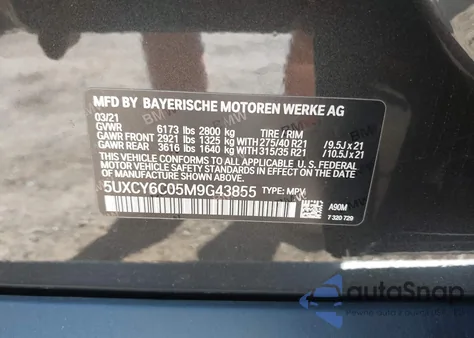 MFD BY BAYERISCHE MOTOREN WERKE AG
03/21
GVWR 6173 lbs 2800 kg TIRE / RIM
GAWR FRONT 2921 lbs 1325 kg 275/40 R21 /9.5J x 21
GAWR REAR 3616 lbs 1640 kg 315/35 R21 /10.5J x 21
THIS VEHICLE CONFORMS TO ALL APPLICABLE
U.S. FEDERAL MOTOR VEHICLE SAFETY STANDARDS
IN EFFECT ON THE DATE OF MANUFACTURE SHOWN ABOVE.
5UXCY6C05M9G43855 TYPE: MPV
A90M
7 320 729
autoSnap